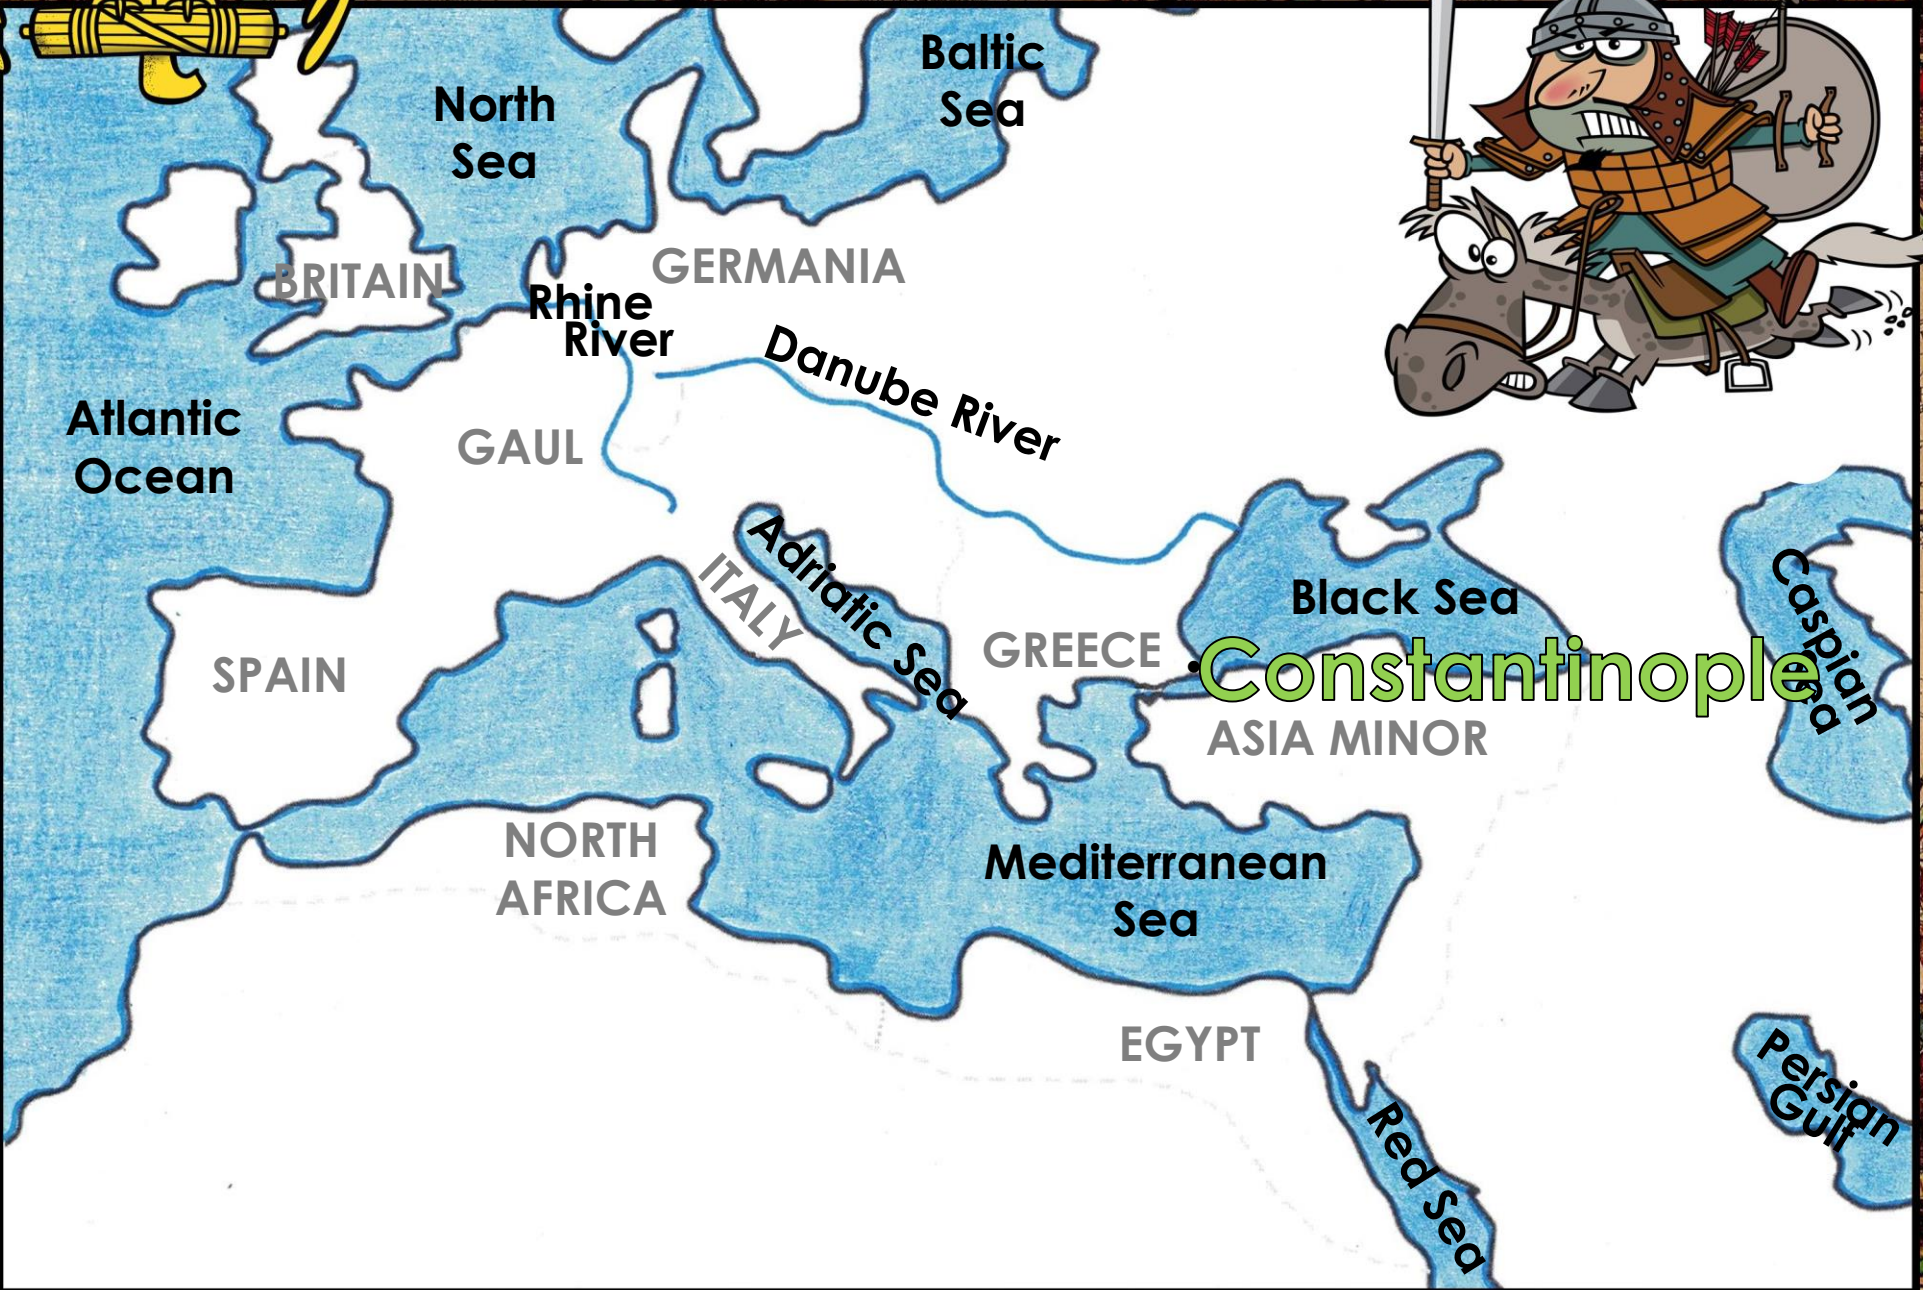 Baltic
Sea
North
Sea
GERMANIA
BRITAIN
Rhine
River
Danube River
Atlantic
Ocean
GAUL
Adriatic Sea
ITALY
Black Sea
Caspian
Sea
GREECE
Constantinople
SPAIN
ASIA MINOR
NORTH
AFRICA
Mediterranean
Sea
EGYPT
Persian
Gulf
Red Sea